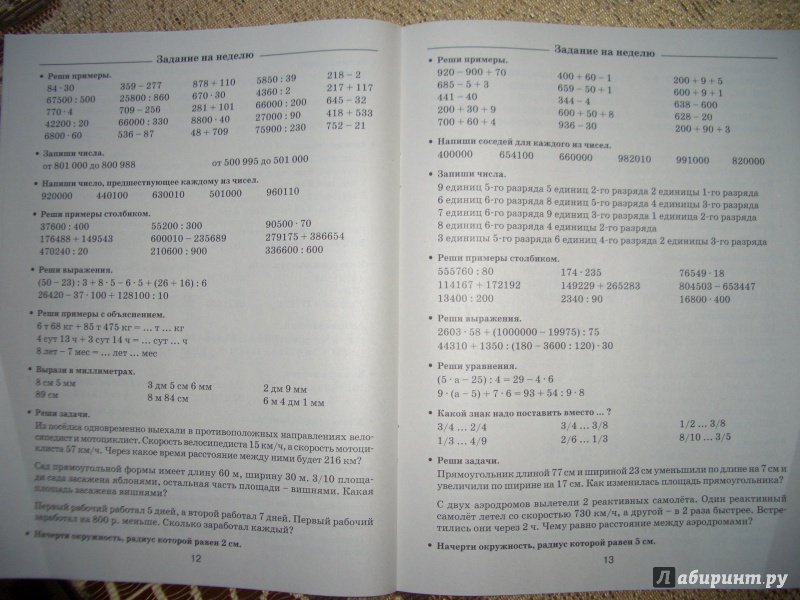 Задание на неделю
• Реши примеры.
84 · 30 359 − 277 878 + 110 5850 : 39 218 − 2
67500 : 500 25800 : 860 670 · 30 4360 : 2 217 + 117
770 · 4 709 − 256 281 + 101 66000 : 200 645 − 32
42200 : 20 66000 : 330 8800 · 40 27000 : 90 418 + 533
6800 · 60 536 − 87 48 + 709 75900 : 230 752 − 21
• Запиши числа.
от 801 000 до 800 988 от 500 995 до 501 000
• Напиши число, предшествующее каждому из чисел.
920000 440100 630010 501000 960110
• Реши примеры столбиком.
37600 : 400 55200 : 300 90500 · 70
176488 + 149543 600010 − 235689 279175 + 386654
470240 : 20 210600 : 900 336600 : 600
• Реши выражения.
(50 − 23) : 3 + 8 · 5 − 6 · 5 + (26 + 16) : 6
26420 − 37 · 100 + 128100 : 10
• Реши примеры с объяснением.
6 т 68 кг + 85 т 475 кг = ... т ... кг
4 сут 13 ч + 3 сут 14 ч = ... сут ... ч
8 лет − 7 мес = ... лет ... мес
• Вырази в миллиметрах.
8 см 5 мм 3 дм 5 см 6 мм 2 дм 9 мм
89 см 8 м 84 см 6 м 4 дм 1 мм
• Реши задачи.
Из посёлка одновременно выехали в противоположных направлениях вело-
сипедист и мотоциклист. Скорость велосипедиста 15 км/ч, а скорость мотоци-
клиста 57 км/ч. Через какое время расстояние между ними будет 216 км?
Сад прямоугольной формы имеет длину 60 м, ширину 30 м. 3/10 площа-
ди сада засажена яблонями, остальная часть площади – вишнями. Какая
площадь засажена вишнями?
Первый рабочий работал 5 дней, а второй работал 7 дней. Первый рабочий
заработал на 800 р. меньше. Сколько заработал каждый?
• Начерти окружность, радиус которой равен 2 см.
12
Задание на неделю
• Реши примеры.
920 − 900 + 70 400 + 60 − 1 200 + 9 + 5
685 − 5 + 3 659 − 50 + 1 600 + 9 + 1
441 − 40 344 − 4 638 − 600
200 + 30 + 9 600 + 50 + 8 628 − 20
700 + 60 + 4 936 − 30 200 + 90 + 3
• Напиши соседей для каждого из чисел.
400000 654100 660000 982010 991000 820000
• Запиши числа.
9 единиц 5-го разряда 5 единиц 2-го разряда 2 единицы 1-го разряда
6 единиц 6-го разряда 8 единиц 5-го разряда 4 единицы 3-го разряда
7 единиц 6-го разряда 9 единиц 3-го разряда 1 единица 2-го разряда
8 единиц 6-го разряда 4 единицы 2-го разряда
3 единицы 5-го разряда 6 единиц 4-го разряда 2 единицы 3-го разряда
• Реши примеры столбиком.
555760 : 80 174 · 235 76549 · 18
114167 + 172192 149229 + 265283 804503 − 653447
13400 : 200 2340 : 90 16800 · 400
• Реши выражения.
2603 · 58 + (1000000 − 19975) : 75
44310 + 1350 : (180 − 3600 : 120) · 30
• Реши уравнения.
(5 · a − 25) : 4 = 29 − 4 · 6
9 · (a − 5) + 7 · 6 = 93 + 54 : 9 · 8
• Какой знак надо поставить вместо ... ?
3/4 ... 2/4 3/4 ... 3/8 1/2 ... 3/8
1/3 ... 4/9 2/6 ... 1/3 8/10 ... 3/5
• Реши задачи.
Прямоугольник длиной 77 см и шириной 23 см уменьшили по длине на 7 см и
увеличили по ширине на 17 см. Как изменилась площадь прямоугольника?
С двух аэродромов вылетели 2 реактивных самолёта. Один реактивный
самолёт летел со скоростью 730 км/ч, а другой – в 2 раза быстрее. Встре-
тились они через 2 ч. Чему равно расстояние между аэродромами?
• Начерти окружность, радиус которой равен 5 см.
13
лабиринт.ру